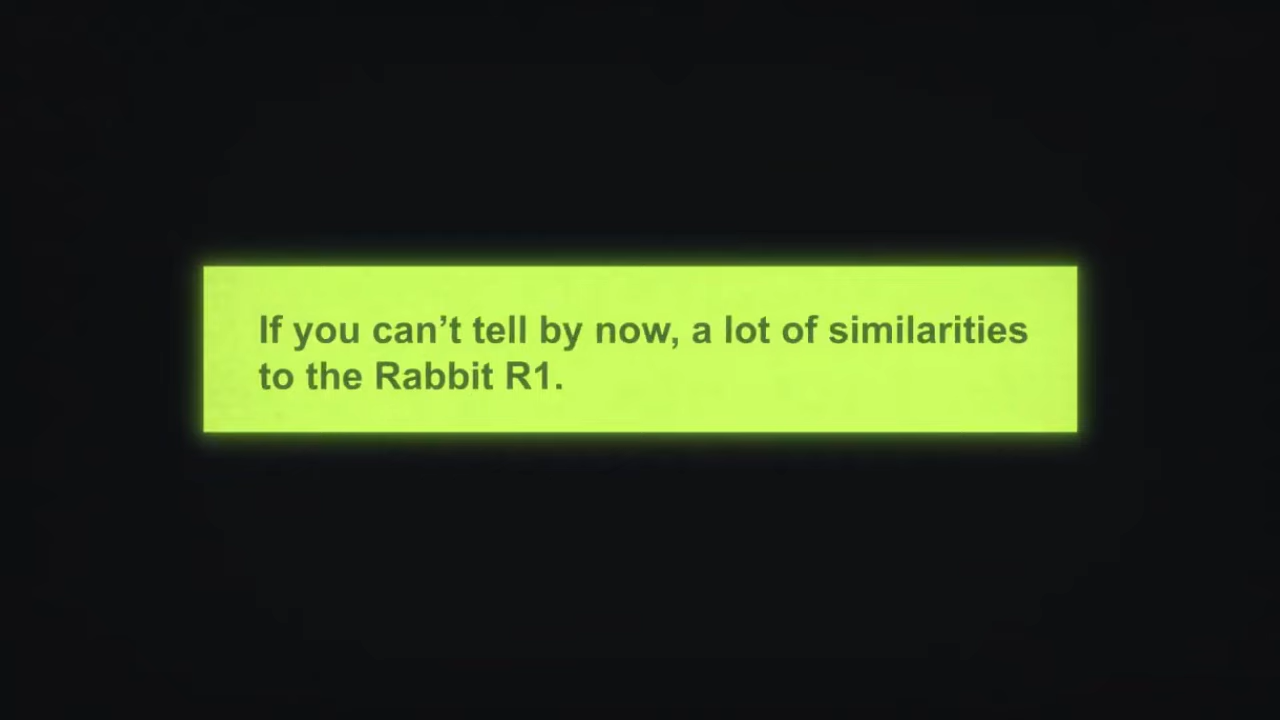 If you can’t tell by now, a lot of similarities
to the Rabbit R1.